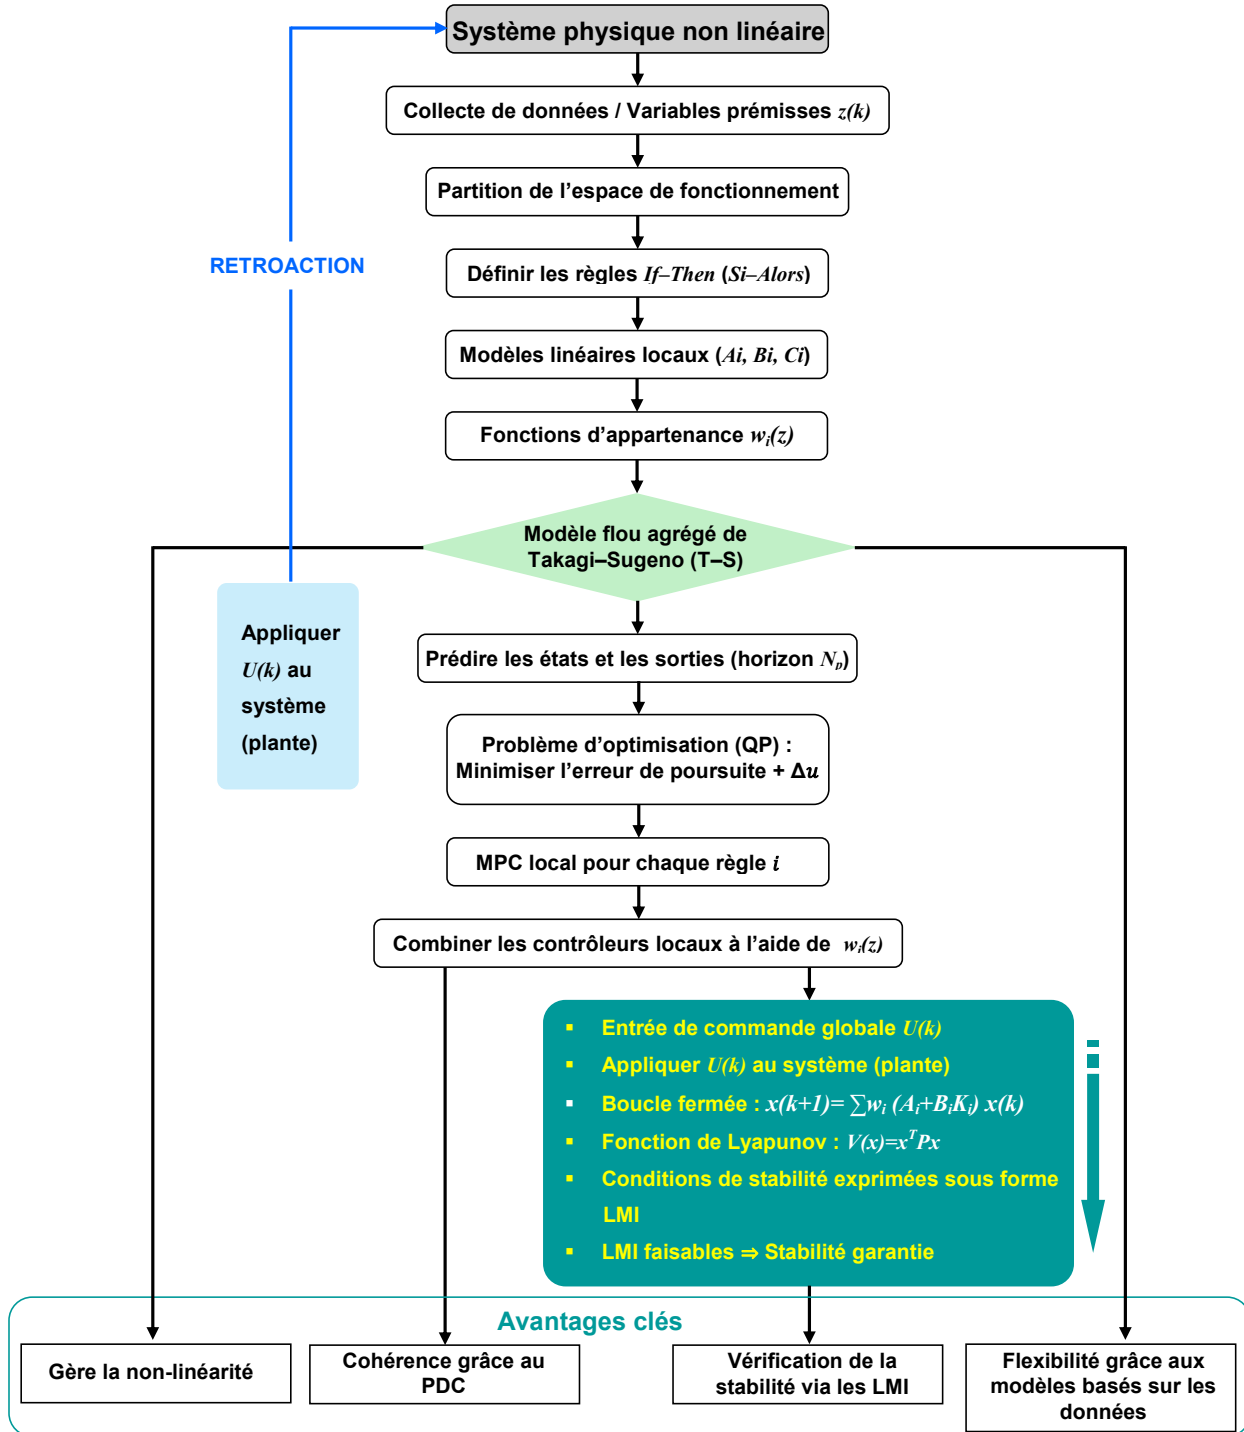 Système physique non linéaire
Collecte de données / Variables prémisses z(k)
Partition de l’espace de fonctionnement
RETROACTION
Définir les règles If–Then (Si–Alors)
Modèles linéaires locaux (Ai, Bi, Ci)
Fonctions d’appartenance wᵢ(z)
Modèle flou agrégé de
Takagi–Sugeno (T–S)
Appliquer
U(k) au
système
(plante)
Prédire les états et les sorties (horizon Nₚ)
Problème d’optimisation (QP) :
Minimiser l’erreur de poursuite + Δu
MPC local pour chaque règle i
Combiner les contrôleurs locaux à l’aide de wᵢ(z)
▪ Entrée de commande globale U(k)
▪ Appliquer U(k) au système (plante)
▪ Boucle fermée : x(k+1)= ∑wᵢ (Aᵢ+BᵢKᵢ) x(k)
▪ Fonction de Lyapunov : V(x)=xᵀPx
▪ Conditions de stabilité exprimées sous forme
LMI
▪ LMI faisables ⇒ Stabilité garantie
Avantages clés
Gère la non-linéarité
Cohérence grâce au
PDC
Vérification de la
stabilité via les LMI
Flexibilité grâce aux
modèles basés sur les
données